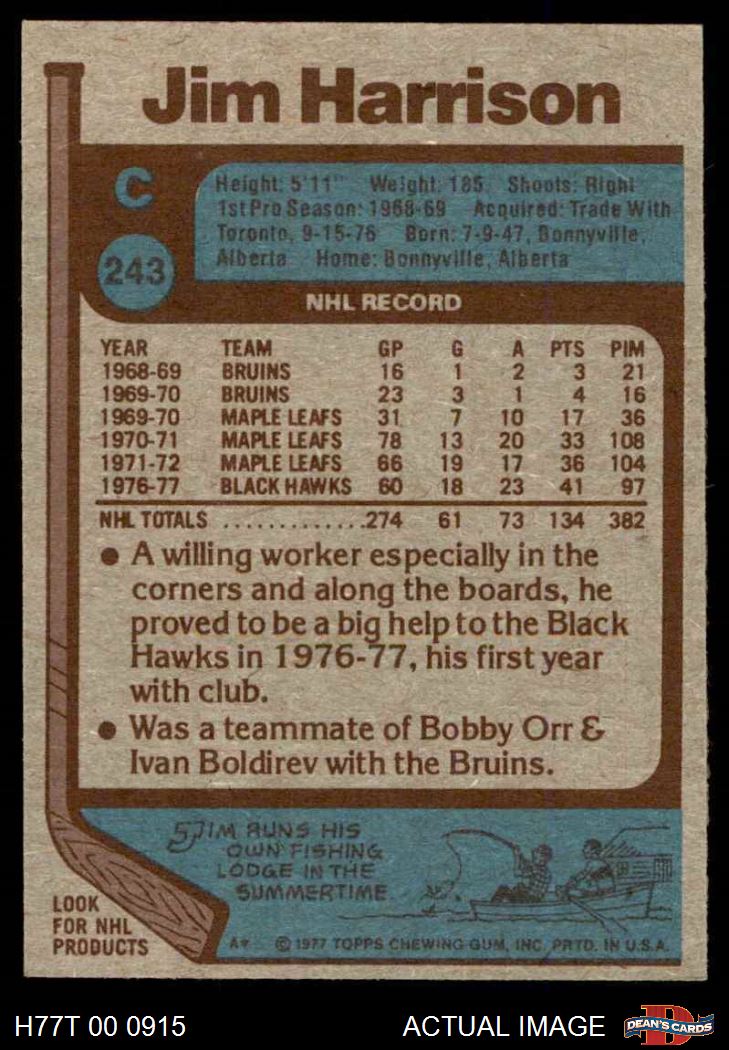 Jim Harrison
C
243
Height: 5'11" Weight: 185 Shoots: Right
1st Pro Season: 1968-69 Acquired: Trade With
Toronto, 9-15-76 Born: 7-9-47, Bonnyville,
Alberta Home: Bonnyville, Alberta
NHL RECORD
YEAR TEAM GP G A PTS PIM
1968-69 BRUINS 16 1 2 3 21
1969-70 BRUINS 23 3 1 4 16
1969-70 MAPLE LEAFS 31 7 10 17 36
1970-71 MAPLE LEAFS 78 13 20 33 108
1971-72 MAPLE LEAFS 66 19 17 36 104
1976-77 BLACK HAWKS 60 18 23 41 97
NHL TOTALS .............274 61 73 134 382
• A willing worker especially in the
corners and along the boards, he
proved to be a big help to the Black
Hawks in 1976-77, his first year
with club.
• Was a teammate of Bobby Orr &
Ivan Boldirev with the Bruins.
JIM RUNS HIS
OWN FISHING
LODGE IN THE
SUMMERTIME.
LOOK
FOR NHL
PRODUCTS
A* © 1977 TOPPS CHEWING GUM, INC. PRTD. IN U.S.A.
H77T 00 0915 ACTUAL IMAGE
D
DEAN'S CARDS